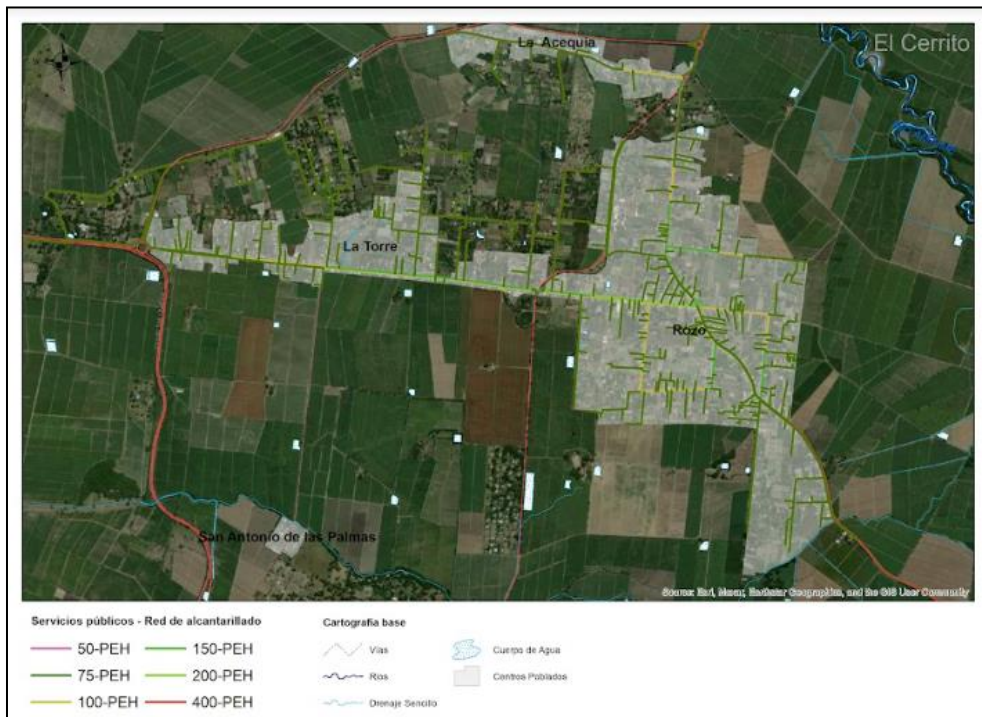 La Acequia
El Cerrito
La Torre
Rozo
San Antonio de las Palmas
Source: Esri, Maxar, Earthstar Geographics, and the GIS User Community
Servicios públicos - Red de alcantarillado
50-PEH
75-PEH
100-PEH
150-PEH
200-PEH
400-PEH
Cartografía base
Vías
Ríos
Drenaje Sencillo
Cuerpo de Agua
Centros Poblados